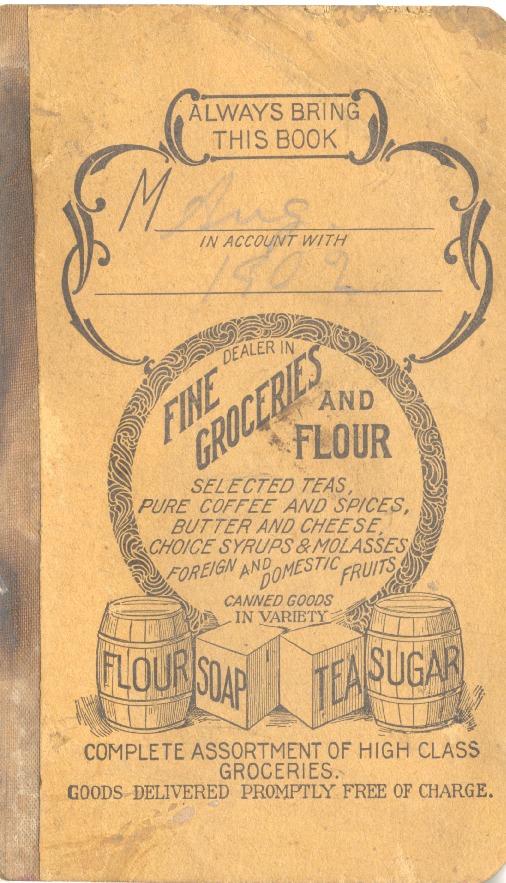 ALWAYS BRING
THIS BOOK
M Aug
IN ACCOUNT WITH
1902
DEALER IN
FINE
GROCERIES
AND
FLOUR
SELECTED TEAS,
PURE COFFEE AND SPICES,
BUTTER AND CHEESE,
CHOICE SYRUPS & MOLASSES
FOREIGN AND DOMESTIC FRUITS
CANNED GOODS
IN VARIETY
FLOUR SOAP TEA SUGAR
COMPLETE ASSORTMENT OF HIGH CLASS
GROCERIES.
GOODS DELIVERED PROMPTLY FREE OF CHARGE.